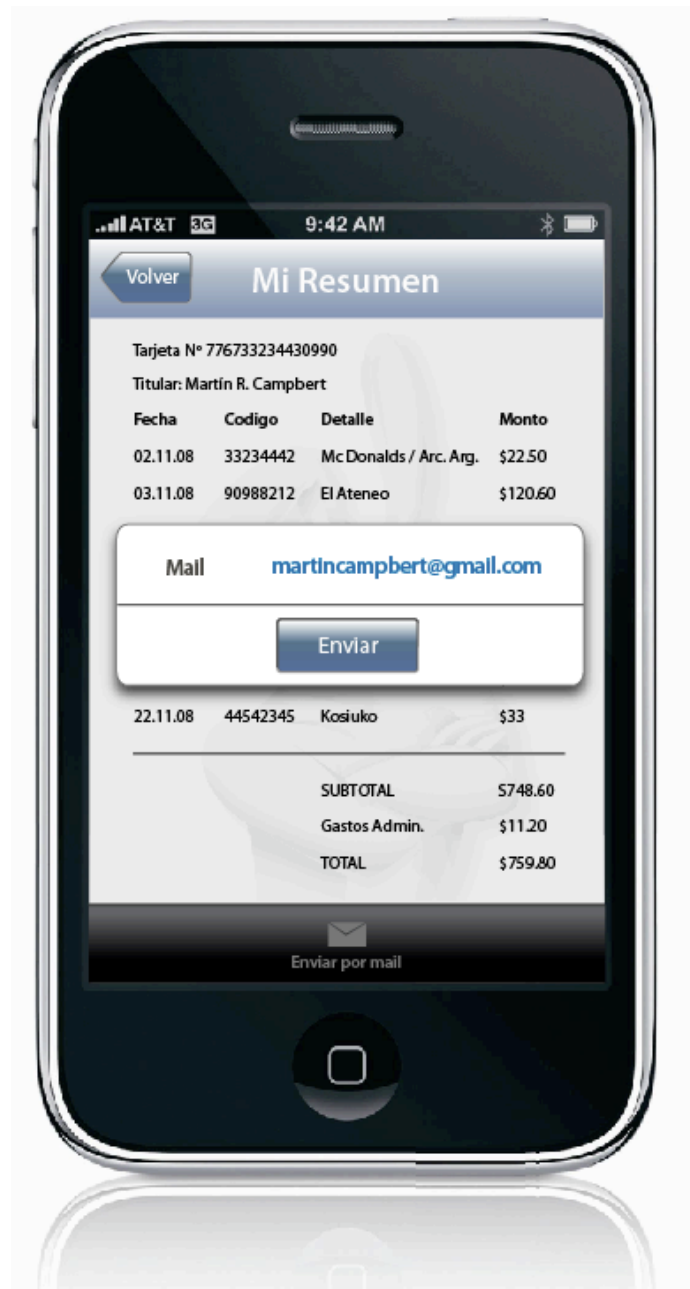 AT&T 3G 9:42 AM
Volver Mi Resumen
Tarjeta Nº 776733234430990
Titular: Martín R. Campbert
Fecha Codigo Detalle Monto
02.11.08 33234442 Mc Donalds / Arc. Arg. $22.50
03.11.08 90988212 El Ateneo $120.60
Mail martincampbert@gmail.com
Enviar
22.11.08 44542345 Kosiuko $33
SUBTOTAL S748.60
Gastos Admin. $11.20
TOTAL $759.80
Enviar por mail